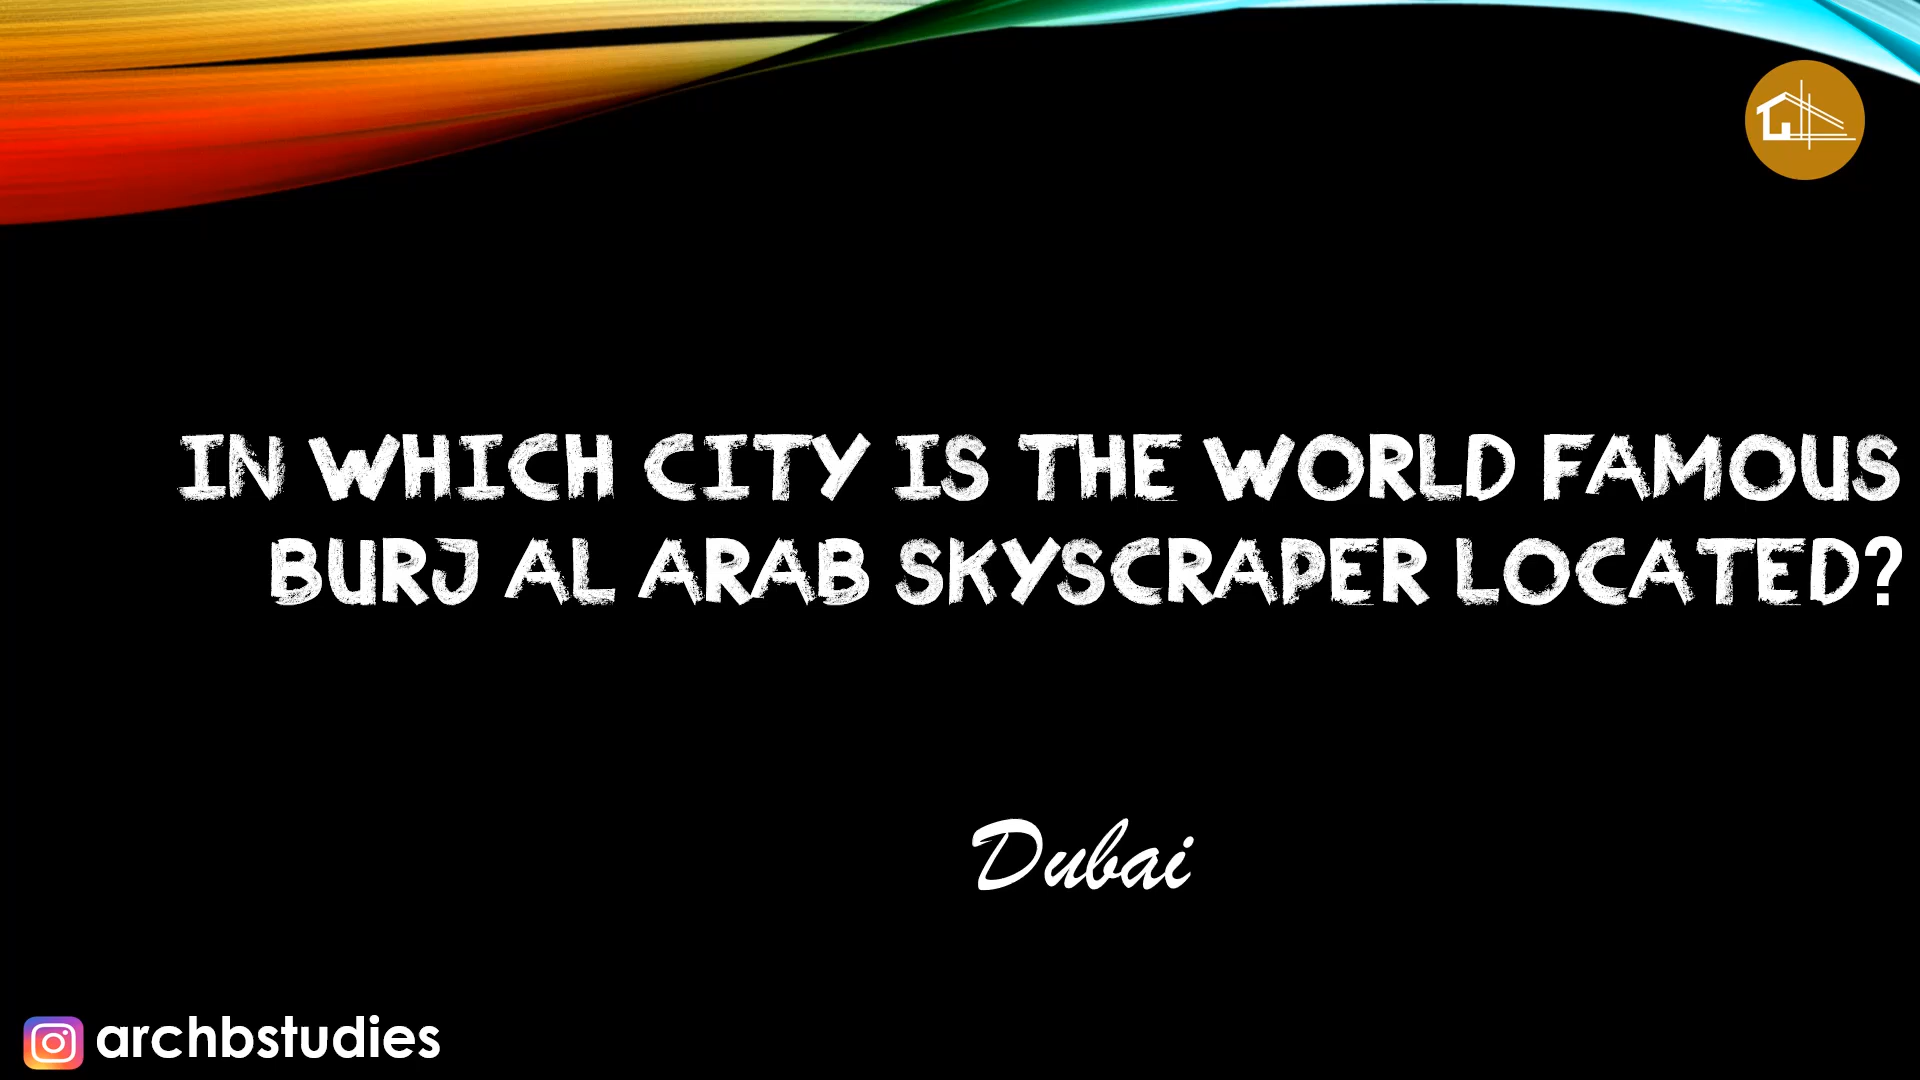 IN WHICH CITY IS THE WORLD FAMOUS
BURJ AL ARAB SKYSCRAPER LOCATED?
Dubai
archbstudies